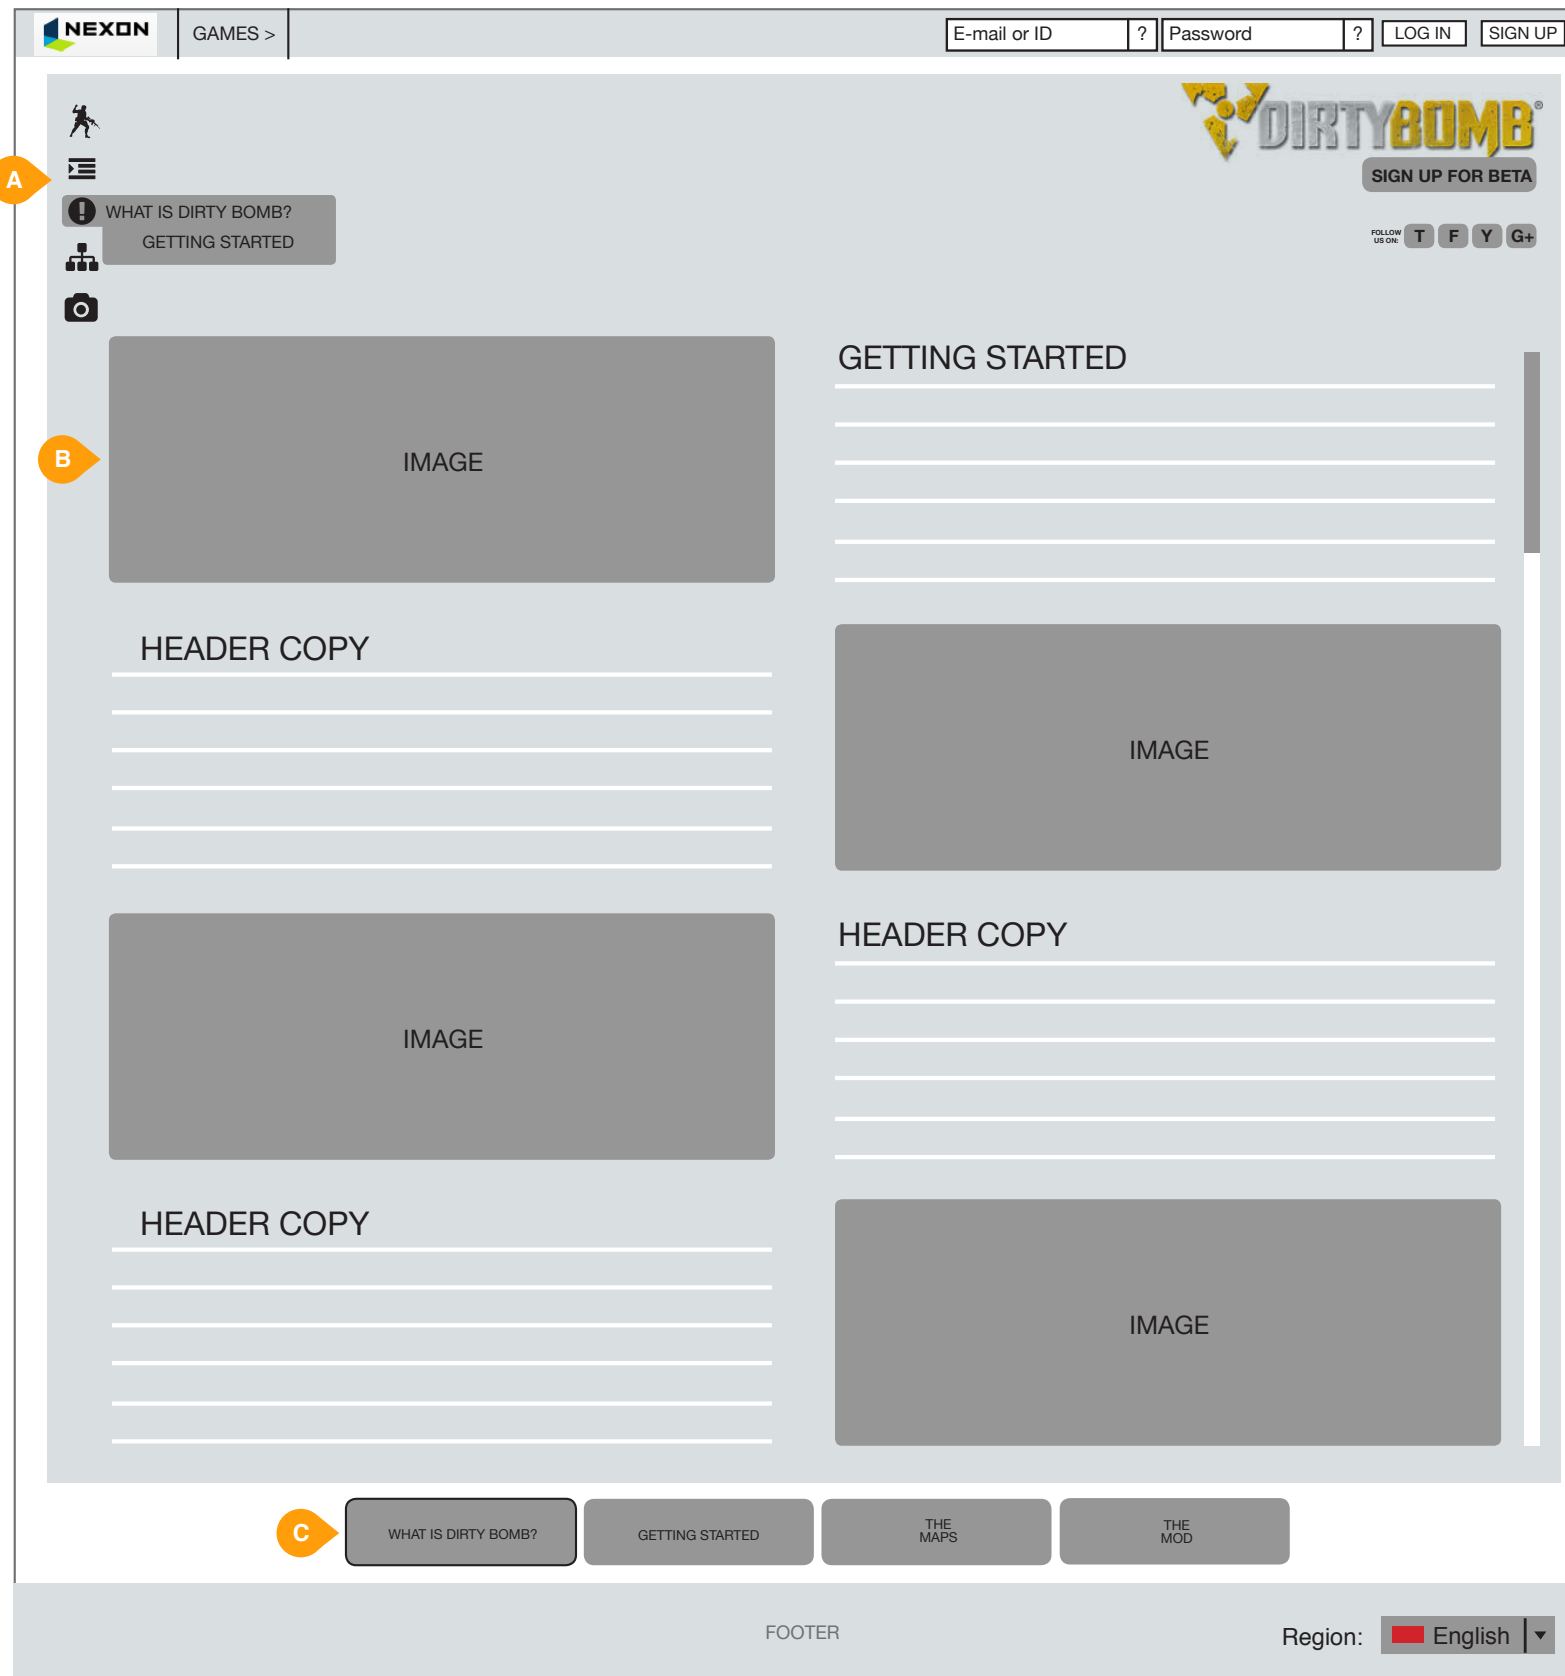 NEXON
GAMES >
E-mail or ID
?
Password
?
LOG IN
SIGN UP
DIRTYBOMB®
SIGN UP FOR BETA
A
WHAT IS DIRTY BOMB?
GETTING STARTED
FOLLOW
US ON:
T
F
Y
G+
IMAGE
GETTING STARTED
B
HEADER COPY
IMAGE
IMAGE
HEADER COPY
HEADER COPY
IMAGE
C
WHAT IS DIRTY BOMB?
GETTING STARTED
THE
MAPS
THE
MOD
FOOTER
Region:
English